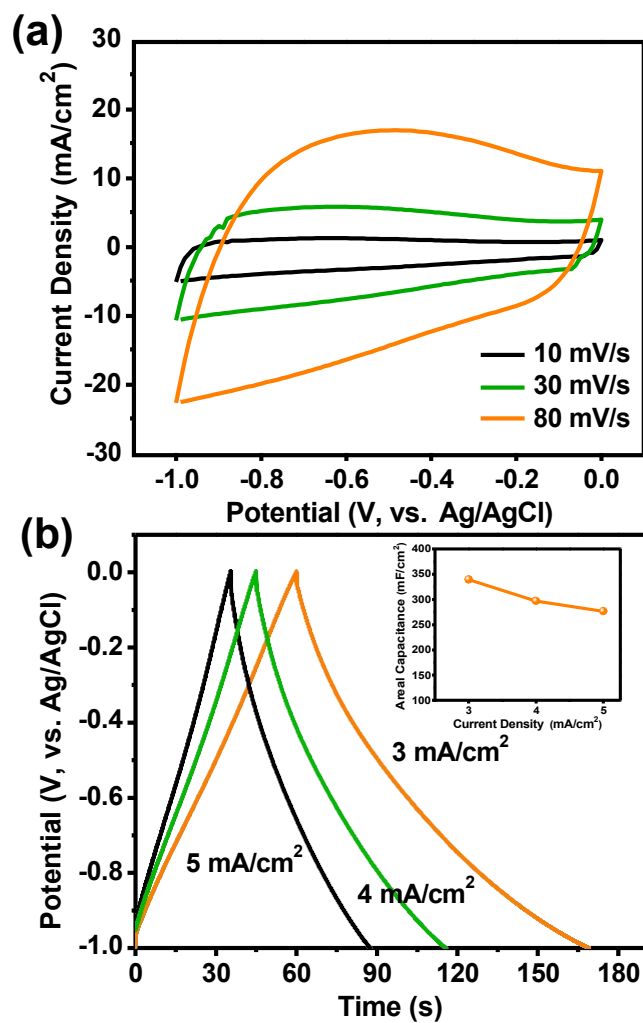 (a)
30
20
10
0
-10
-20
-30
Current Density (mA/cm²)
10 mV/s
30 mV/s
80 mV/s
-1.0 -0.8 -0.6 -0.4 -0.2 0.0
Potential (V, vs. Ag/AgCl)
(b)
0.0
-0.2
-0.4
-0.6
-0.8
-1.0
Potential (V, vs. Ag/AgCl)
400
350
300
250
200
150
100
Areal Capacitance (mF/cm²)
3 4 5
Current Density (mA/cm²)
3 mA/cm²
5 mA/cm²
4 mA/cm²
0 30 60 90 120 150 180
Time (s)